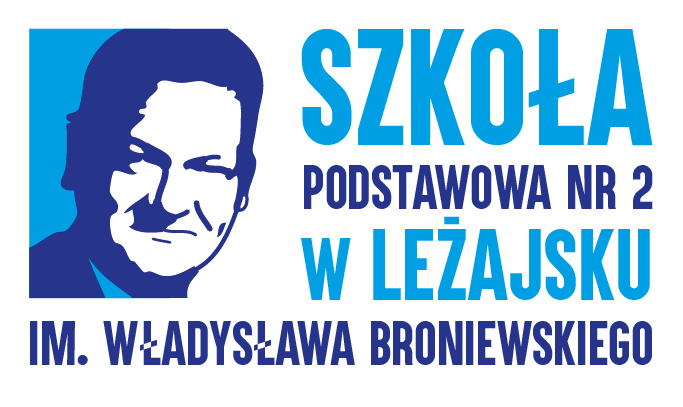 SZKOŁA
PODSTAWOWA NR 2
W LEŻAJSKU
IM. WŁADYSŁAWA BRONIEWSKIEGO